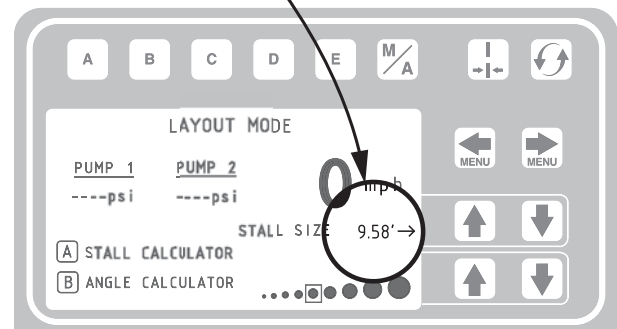 A B C D E M/A
LAYOUT MODE
MENU MENU
PUMP 1 PUMP 2 0 mph
----psi ----psi
STALL SIZE 9.58'→
A STALL CALCULATOR
B ANGLE CALCULATOR